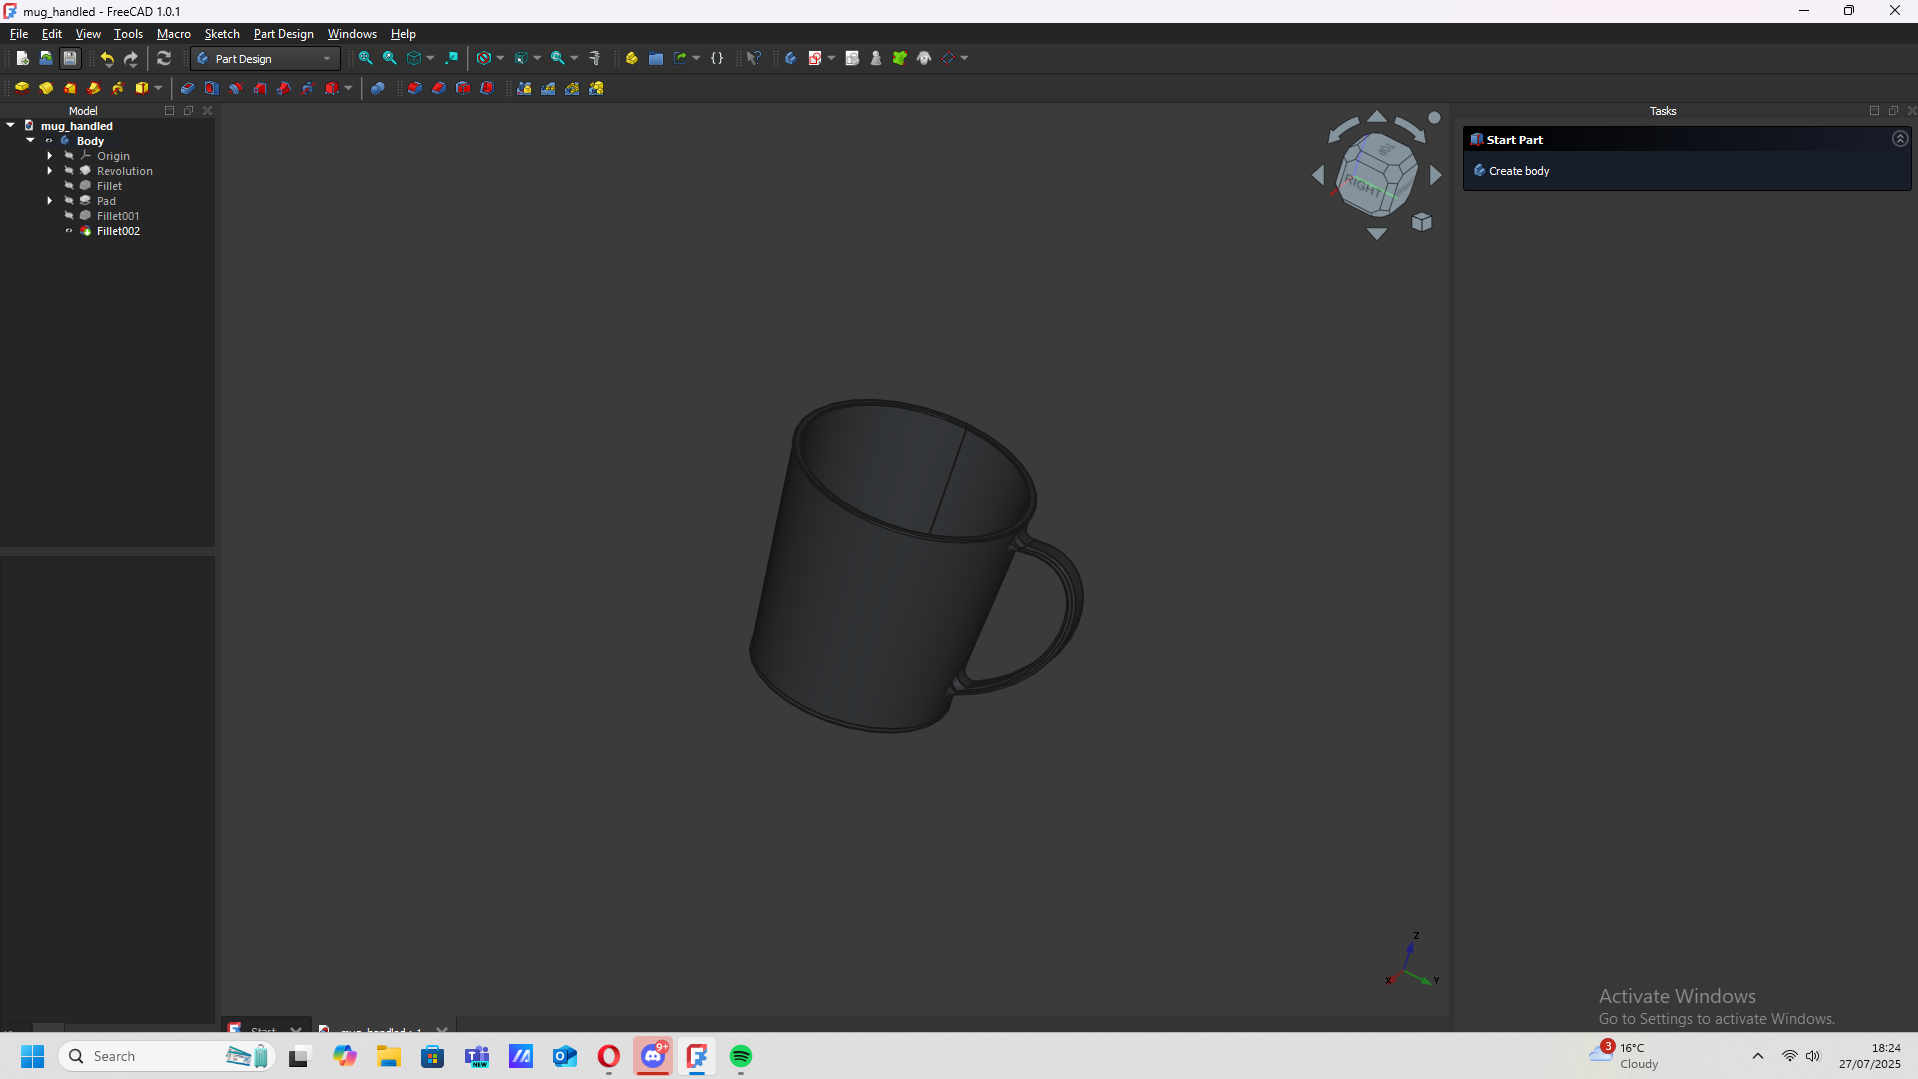 mug_handled - FreeCAD 1.0.1
File Edit View Tools Macro Sketch Part Design Windows Help
Part Design
Model
mug_handled
Body
Origin
Revolution
Fillet
Pad
Fillet001
Fillet002
RIGHT
Tasks
Start Part
Create body
Z
X
Y
Activate Windows
Go to Settings to activate Windows.
Start
mug_handled : 1
Search
NEW
9+
3
16°C
Cloudy
18:24
27/07/2025